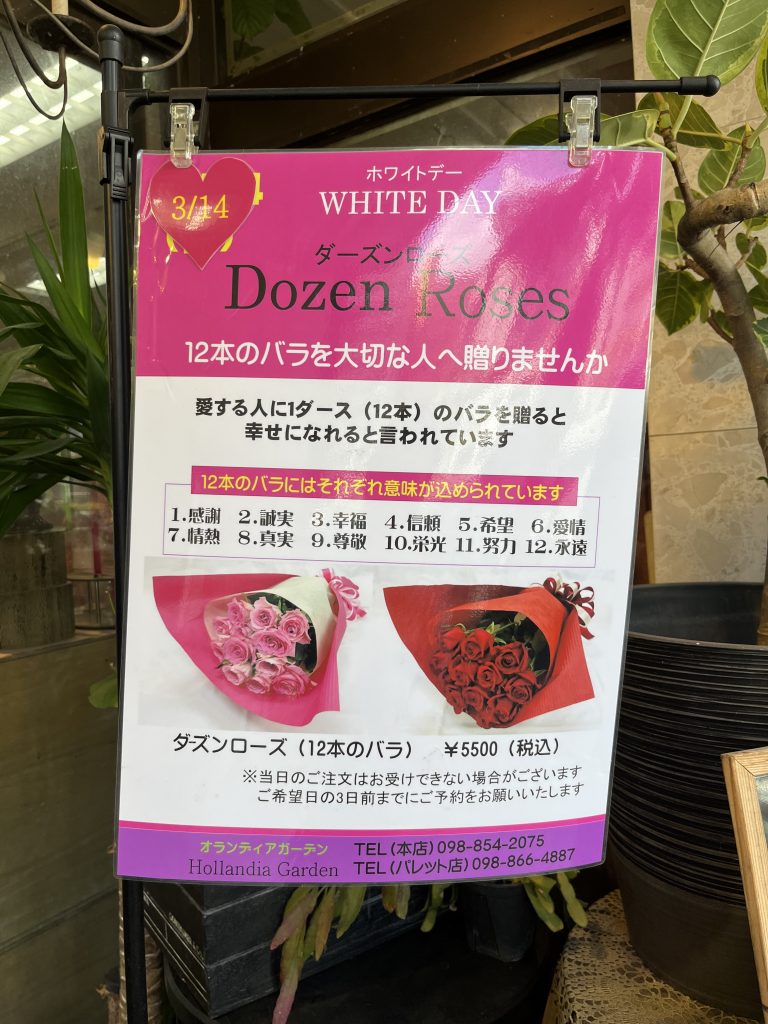 3/14
ホワイトデー
WHITE DAY
ダーズンローズ
Dozen Roses
12本のバラを大切な人へ贈りませんか
愛する人に1ダース（12本）のバラを贈ると
幸せになれると言われています
12本のバラにはそれぞれ意味が込められています
1.感謝 2.誠実 3.幸福 4.信頼 5.希望 6.愛情
7.情熱 8.真実 9.尊敬 10.栄光 11.努力 12.永遠
ダーズンローズ（12本のバラ） ￥5500（税込）
※当日のご注文はお受けできない場合がございます
ご希望日の3日前までにご予約をお願いいたします
オランディアガーデン
Hollandia Garden
TEL(本店)098-854-2075
TEL(パレット店)098-866-4887